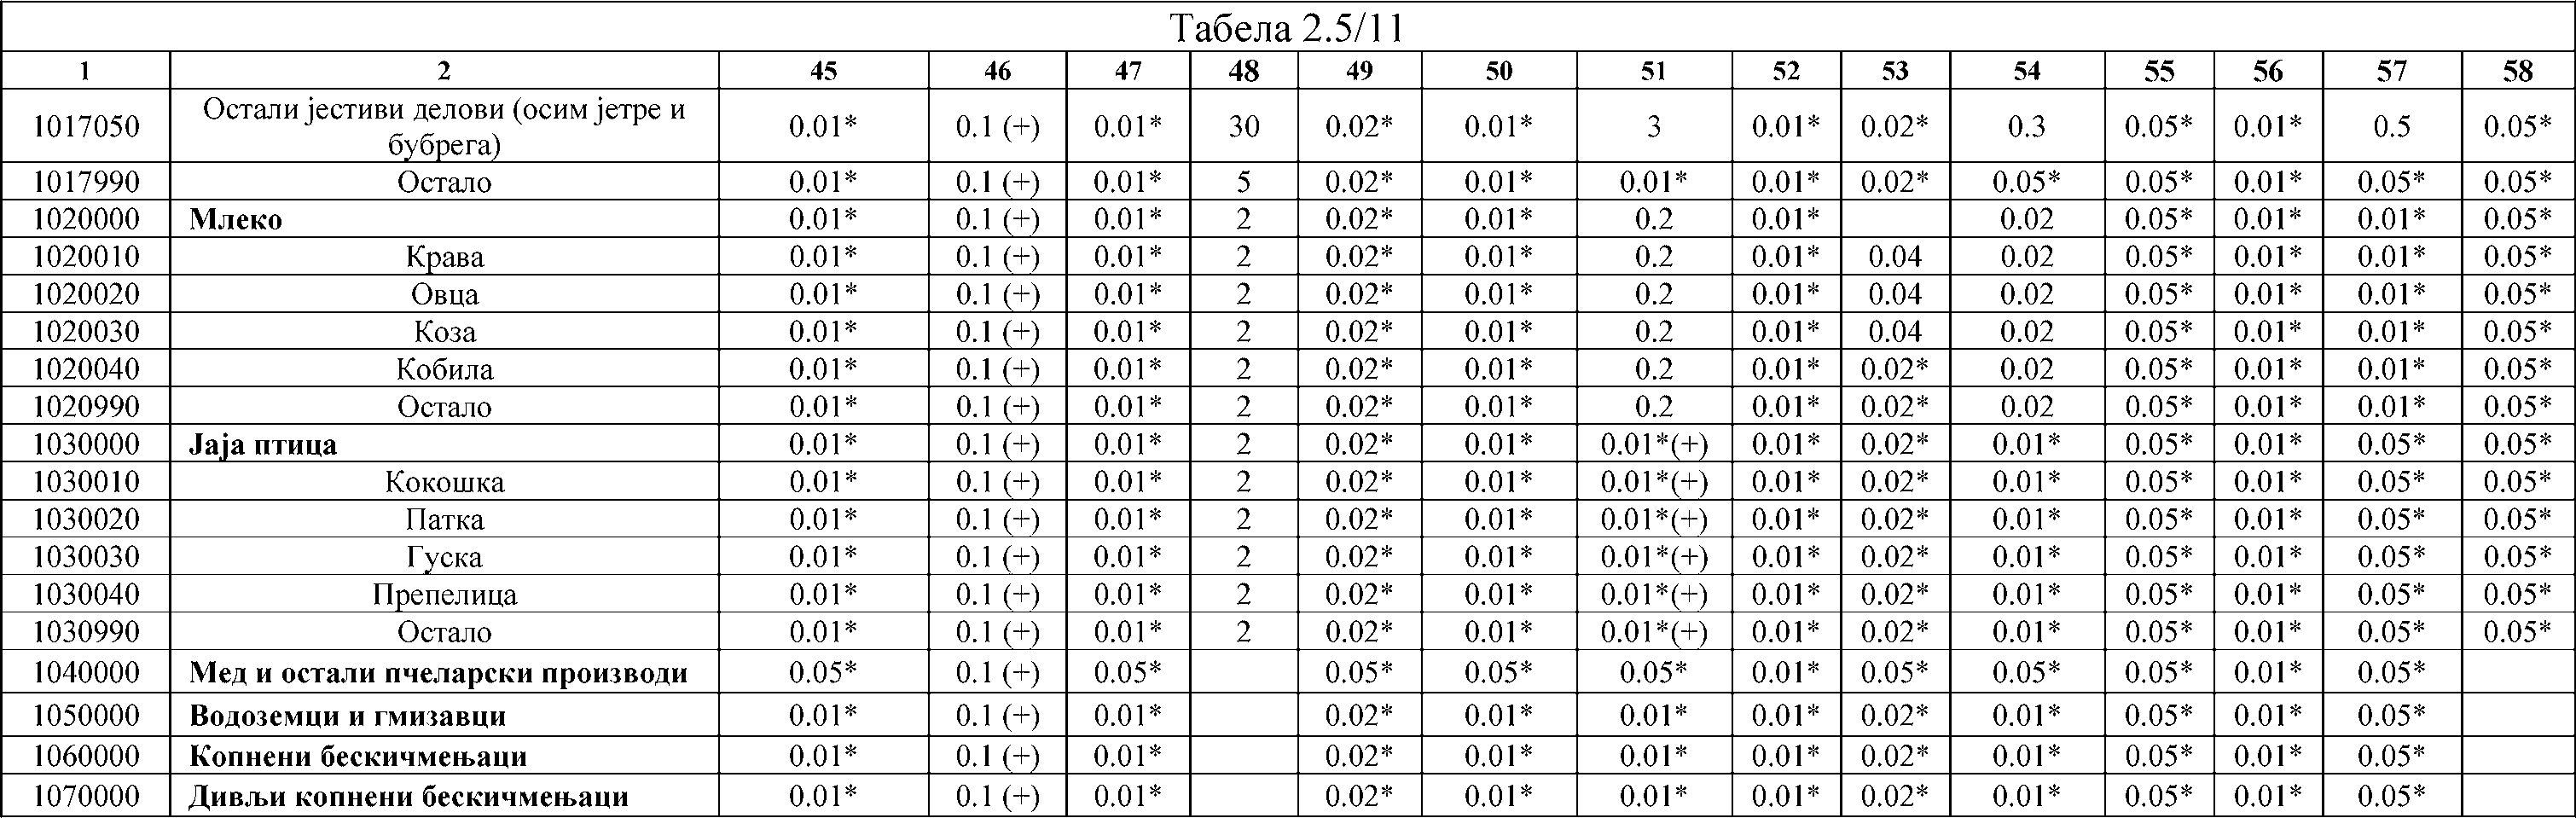 Табела 2.5/11
1 2 45 46 47 48 49 50 51 52 53 54 55 56 57 58
1017050 Остали јестиви делови (осим јетре и бубрега) 0.01* 0.1 (+) 0.01* 30 0.02* 0.01* 3 0.01* 0.02* 0.3 0.05* 0.01* 0.5 0.05*
1017990 Остало 0.01* 0.1 (+) 0.01* 5 0.02* 0.01* 0.01* 0.01* 0.02* 0.05* 0.05* 0.01* 0.05* 0.05*
1020000 Млеко 0.01* 0.1 (+) 0.01* 2 0.02* 0.01* 0.2 0.01* 0.02 0.05* 0.01* 0.01* 0.05*
1020010 Крава 0.01* 0.1 (+) 0.01* 2 0.02* 0.01* 0.2 0.01* 0.04 0.02 0.05* 0.01* 0.01* 0.05*
1020020 Овца 0.01* 0.1 (+) 0.01* 2 0.02* 0.01* 0.2 0.01* 0.04 0.02 0.05* 0.01* 0.01* 0.05*
1020030 Коза 0.01* 0.1 (+) 0.01* 2 0.02* 0.01* 0.2 0.01* 0.04 0.02 0.05* 0.01* 0.01* 0.05*
1020040 Кобила 0.01* 0.1 (+) 0.01* 2 0.02* 0.01* 0.2 0.01* 0.02* 0.02 0.05* 0.01* 0.01* 0.05*
1020990 Остало 0.01* 0.1 (+) 0.01* 2 0.02* 0.01* 0.2 0.01* 0.02* 0.02 0.05* 0.01* 0.01* 0.05*
1030000 Јаја птица 0.01* 0.1 (+) 0.01* 2 0.02* 0.01* 0.01*(+) 0.01* 0.02* 0.01* 0.05* 0.01* 0.05* 0.05*
1030010 Кокошка 0.01* 0.1 (+) 0.01* 2 0.02* 0.01* 0.01*(+) 0.01* 0.02* 0.01* 0.05* 0.01* 0.05* 0.05*
1030020 Патка 0.01* 0.1 (+) 0.01* 2 0.02* 0.01* 0.01*(+) 0.01* 0.02* 0.01* 0.05* 0.01* 0.05* 0.05*
1030030 Гуска 0.01* 0.1 (+) 0.01* 2 0.02* 0.01* 0.01*(+) 0.01* 0.02* 0.01* 0.05* 0.01* 0.05* 0.05*
1030040 Препелица 0.01* 0.1 (+) 0.01* 2 0.02* 0.01* 0.01*(+) 0.01* 0.02* 0.01* 0.05* 0.01* 0.05* 0.05*
1030990 Остало 0.01* 0.1 (+) 0.01* 2 0.02* 0.01* 0.01*(+) 0.01* 0.02* 0.01* 0.05* 0.01* 0.05* 0.05*
1040000 Мед и остали пчеларски производи 0.05* 0.1 (+) 0.05* 0.05* 0.05* 0.05* 0.01* 0.05* 0.05* 0.05* 0.01* 0.05*
1050000 Водоземци и гмизавци 0.01* 0.1 (+) 0.01* 0.02* 0.01* 0.01* 0.01* 0.02* 0.01* 0.05* 0.01* 0.05*
1060000 Копнени бескичмењаци 0.01* 0.1 (+) 0.01* 0.02* 0.01* 0.01* 0.01* 0.02* 0.01* 0.05* 0.01* 0.05*
1070000 Дивљи копнени бескичмењаци 0.01* 0.1 (+) 0.01* 0.02* 0.01* 0.01* 0.01* 0.02* 0.01* 0.05* 0.01* 0.05*